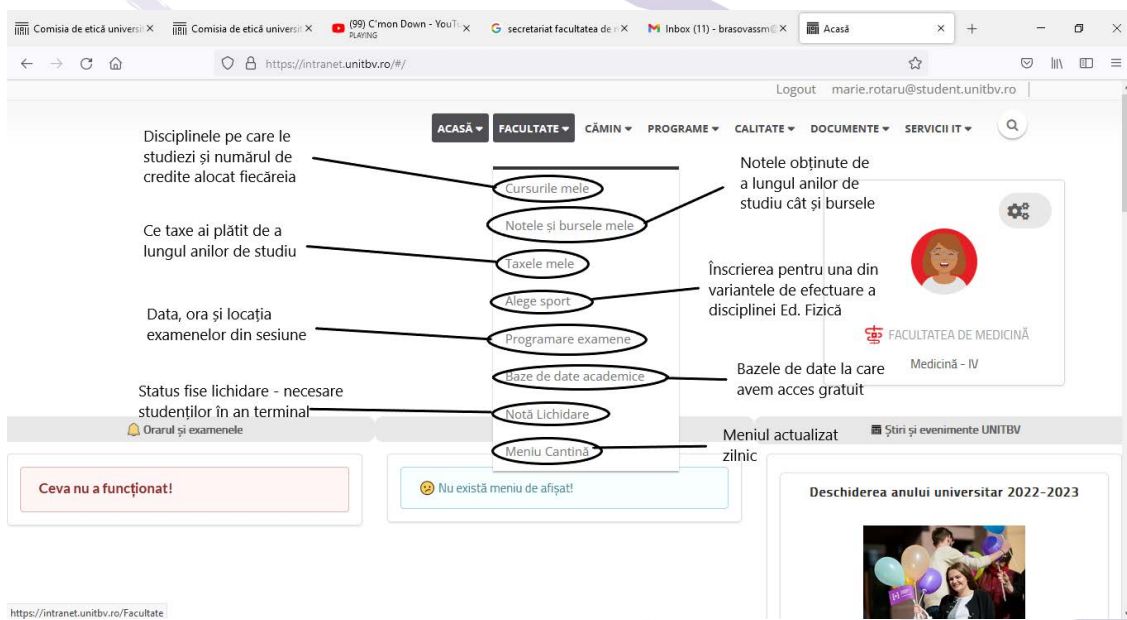 Comisia de etică universit
Comisia de etică universit
(99) C'mon Down - YouTu
PLAYING
secretariat facultatea de
Inbox (11) - brasovassm@
Acasă
https://intranet.unitbv.ro/#/
Logout marie.rotaru@student.unitbv.ro
ACASĂ FACULTATE CĂMIN PROGRAME CALITATE DOCUMENTE SERVICII IT
Disciplinele pe care le
studiezi și numărul de
credite alocat fiecăreia
Ce taxe ai plătit de a
lungul anilor de studiu
Data, ora și locația
examenelor din sesiune
Status fise lichidare - necesare
studenților în an terminal
Cursurile mele
Notele și bursele mele
Taxele mele
Alege sport
Programare examene
Baze de date academice
Notă Lichidare
Meniu Cantină
Notele obținute de
a lungul anilor de
studiu cât și bursele
Înscrierea pentru una din
variantele de efectuare a
disciplinei Ed. Fizică
Bazele de date la care
avem acces gratuit
Meniul actualizat
zilnic
FACULTATEA DE MEDICINĂ
Medicină - IV
Orarul și examenele
Știri și evenimente UNITBV
Ceva nu a funcționat!
Nu există meniu de afișat!
Deschiderea anului universitar 2022-2023
https://intranet.unitbv.ro/Facultate